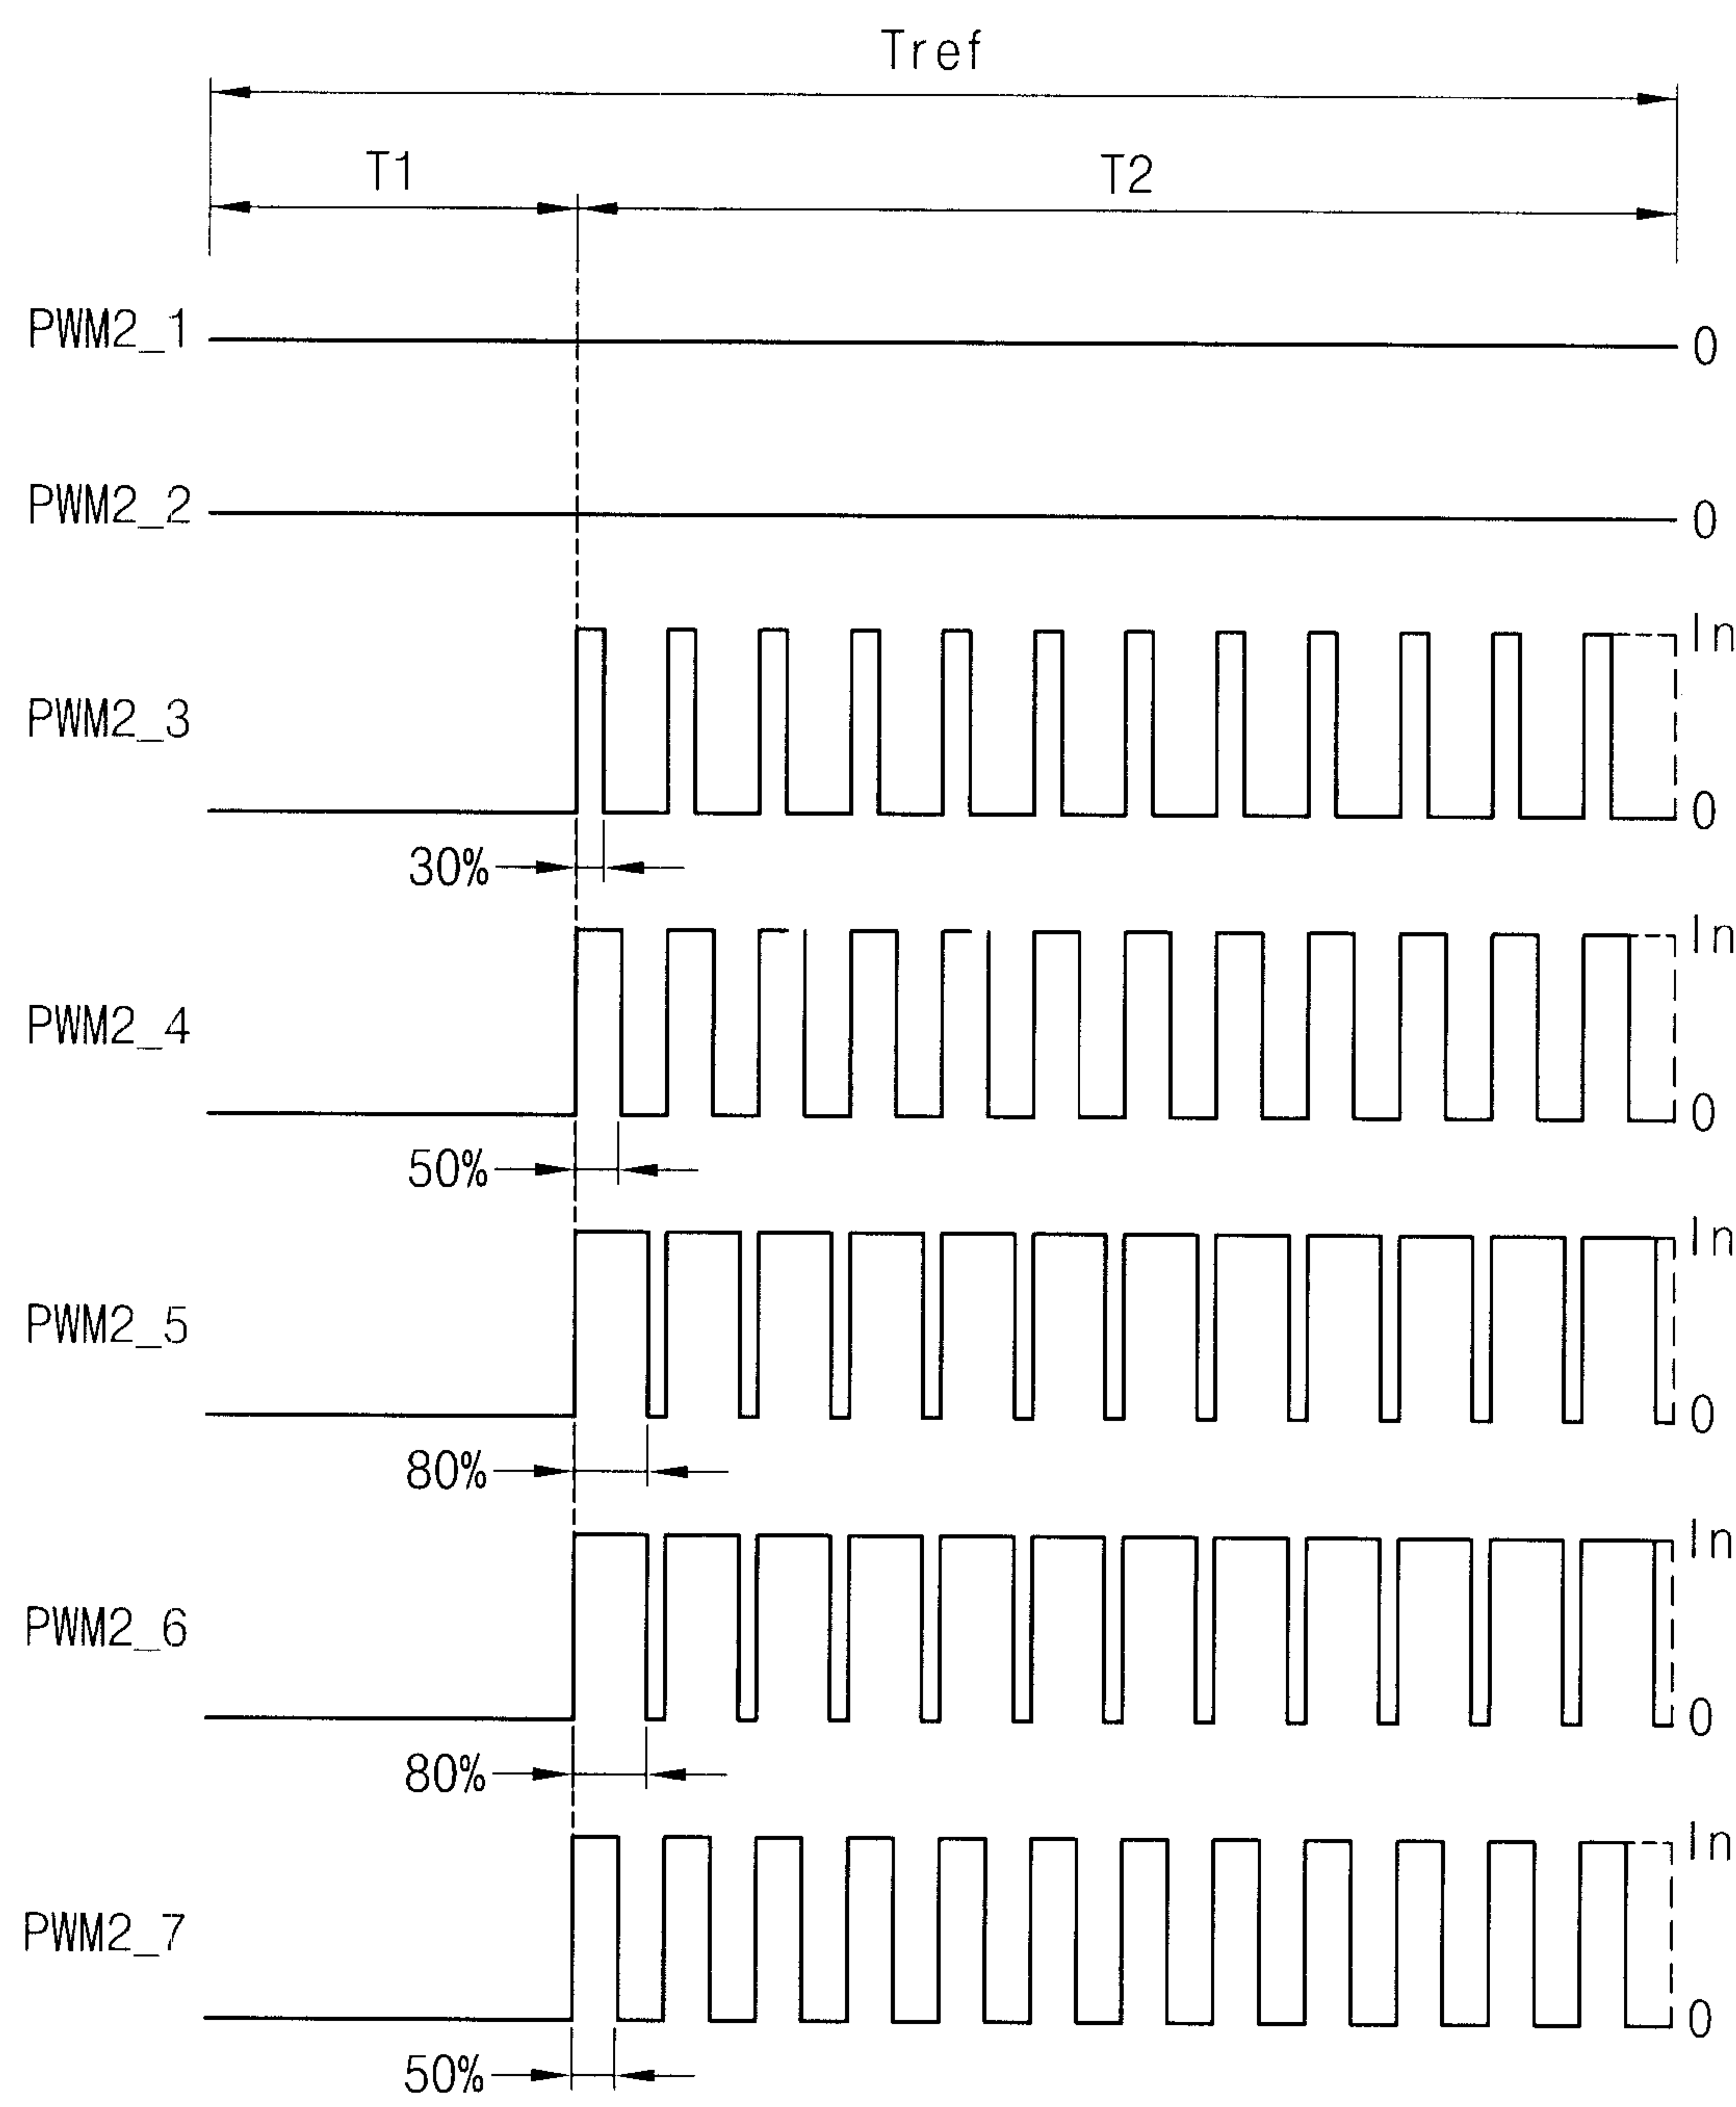 Tref
T1 T2
PWM2_1 0
PWM2_2 0
In
PWM2_3
0
30%
In
PWM2_4
0
50%
In
PWM2_5
0
80%
In
PWM2_6
0
80%
In
PWM2_7
0
50%